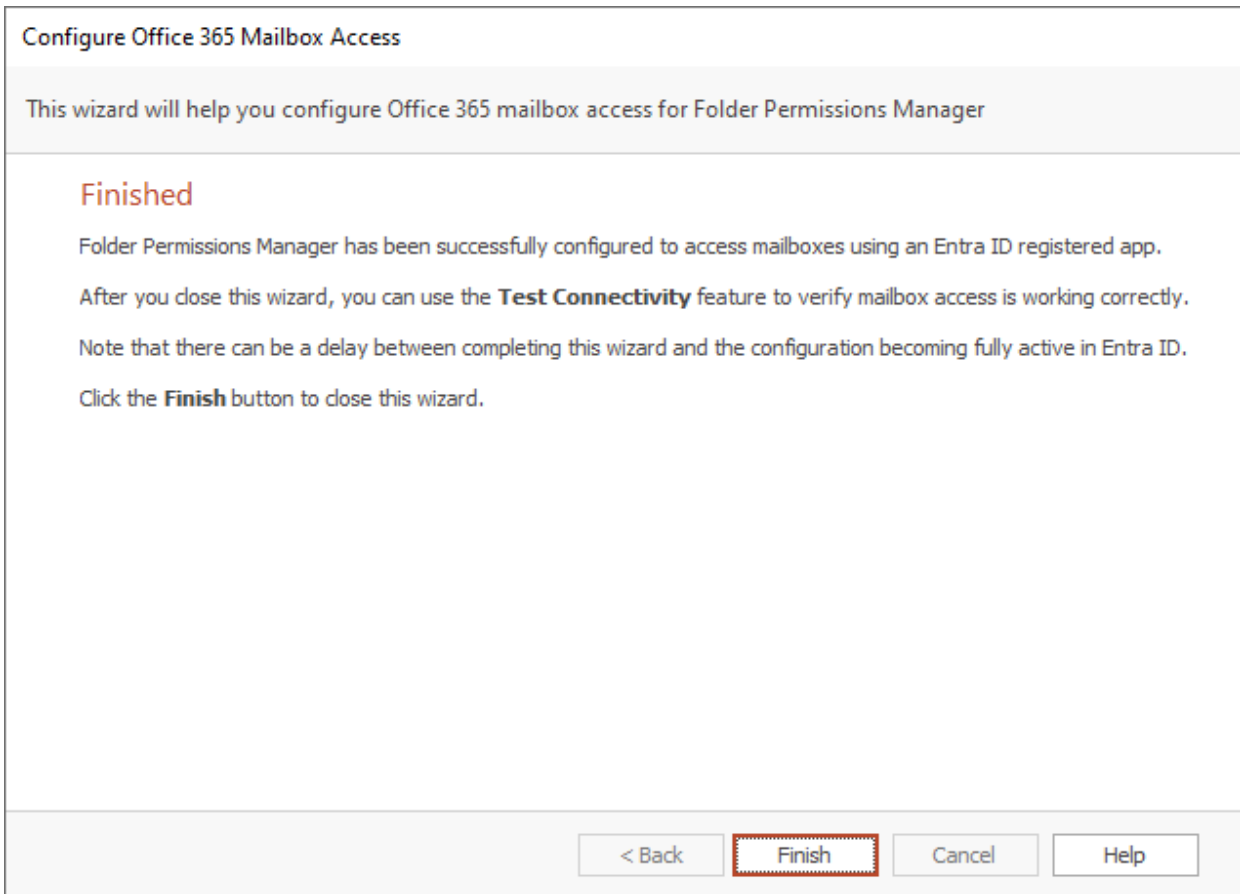 Configure Office 365 Mailbox Access
This wizard will help you configure Office 365 mailbox access for Folder Permissions Manager
Finished
Folder Permissions Manager has been successfully configured to access mailboxes using an Entra ID registered app.
After you close this wizard, you can use the Test Connectivity feature to verify mailbox access is working correctly.
Note that there can be a delay between completing this wizard and the configuration becoming fully active in Entra ID.
Click the Finish button to close this wizard.
< Back Finish Cancel Help